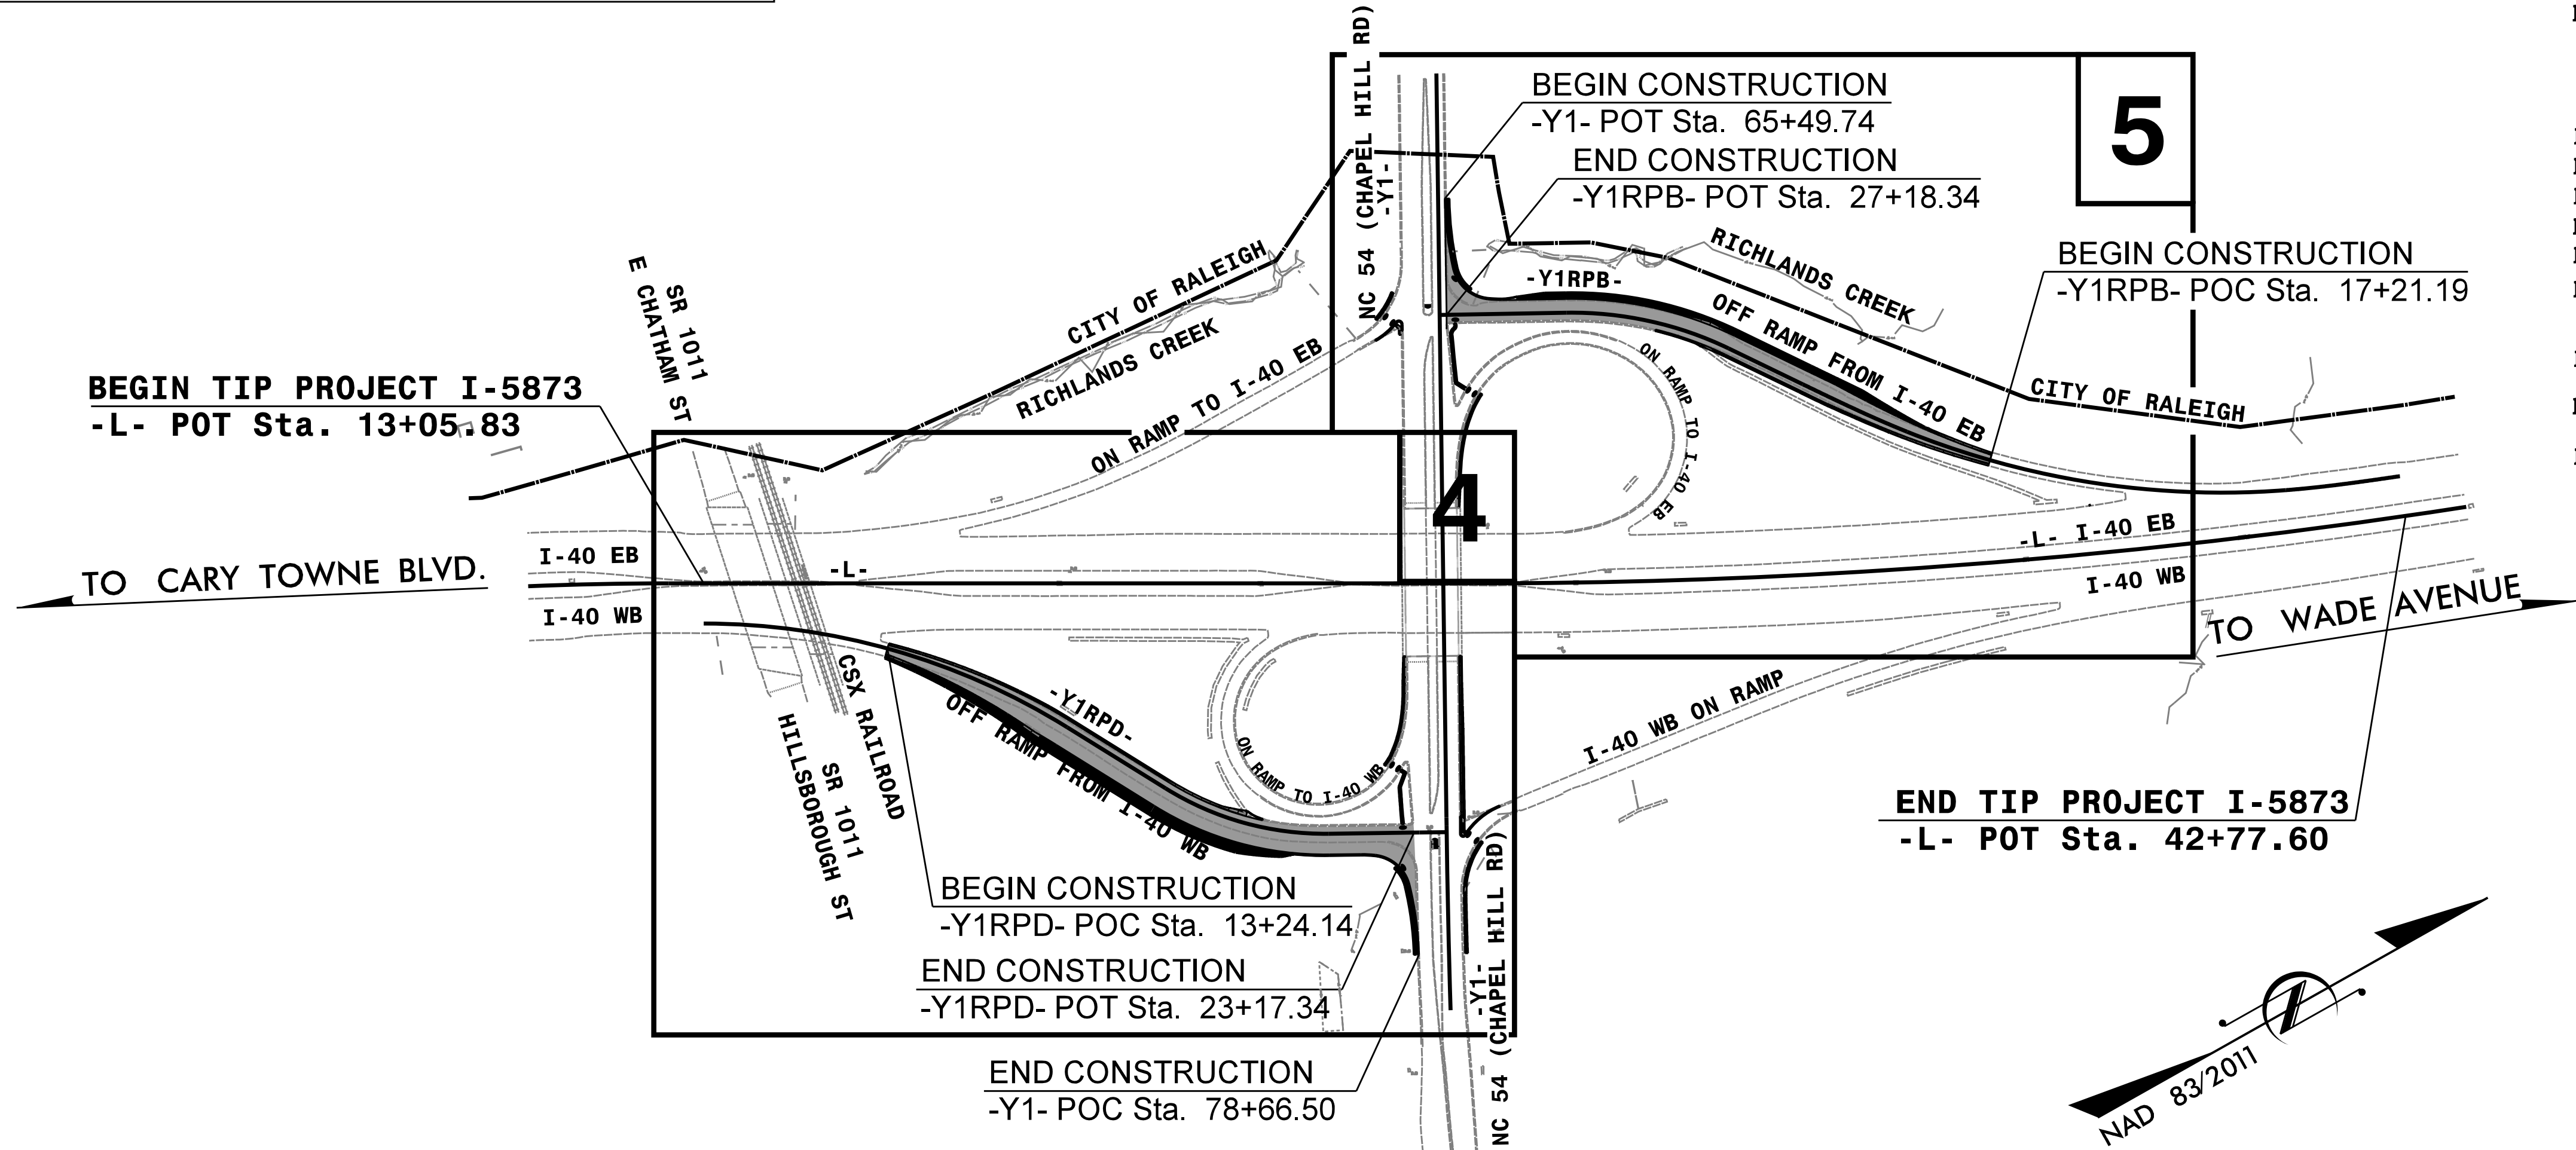 NC 54 (CHAPEL HILL RD)
-Y1-
BEGIN CONSTRUCTION
-Y1- POT Sta. 65+49.74
END CONSTRUCTION
-Y1RPB- POT Sta. 27+18.34
5
BEGIN CONSTRUCTION
-Y1RPB- POC Sta. 17+21.19
RICHLANDS CREEK
-Y1RPB-
OFF RAMP FROM I-40 EB
CITY OF RALEIGH
ON RAMP TO I-40 EB
CITY OF RALEIGH
RICHLANDS CREEK
ON RAMP TO I-40 EB
SR 1011
E CHATHAM ST
BEGIN TIP PROJECT I-5873
-L- POT Sta. 13+05.83
4
TO CARY TOWNE BLVD.
I-40 EB
-L-
I-40 WB
-L- I-40 EB
I-40 WB
TO WADE AVENUE
CSX RAILROAD
SR 1011
HILLSBOROUGH ST
-Y1RPD-
OFF RAMP FROM I-40 WB
ON RAMP TO I-40 WB
I-40 WB ON RAMP
END TIP PROJECT I-5873
-L- POT Sta. 42+77.60
BEGIN CONSTRUCTION
-Y1RPD- POC Sta. 13+24.14
END CONSTRUCTION
-Y1RPD- POT Sta. 23+17.34
END CONSTRUCTION
-Y1- POC Sta. 78+66.50
-Y1-
NC 54 (CHAPEL HILL RD)
NAD 83/2011